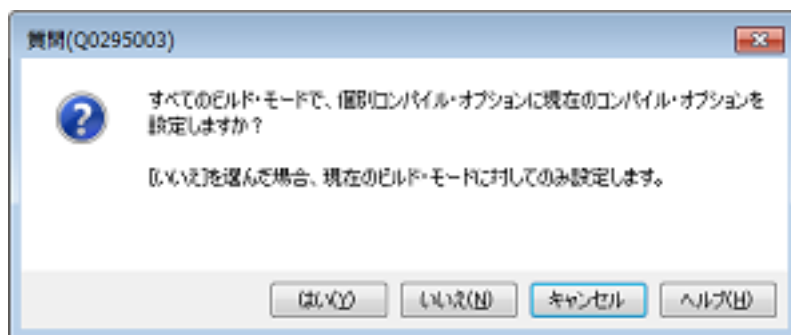 質問(Q0295003)
すべてのビルド・モードで、個別コンパイル・オプションに現在のコンパイル・オプションを
設定しますか？
[いいえ]を選んだ場合、現在のビルド・モードに対してのみ設定します。
はい(Y)
いいえ(N)
キャンセル
ヘルプ(H)